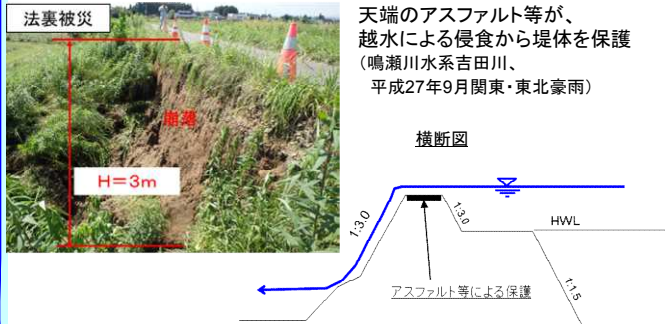 法裏被災
崩落
H=3m
天端のアスファルト等が、
越水による侵食から堤体を保護
（鳴瀬川水系吉田川、
平成27年9月関東・東北豪雨）
横断図
1:3.0
1:3.0
HWL
1:1.5
アスファルト等による保護